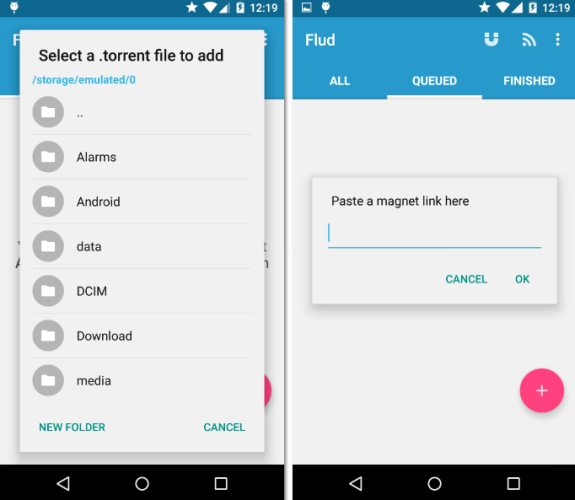 12:19
Select a .torrent file to add
/storage/emulated/0
..
Alarms
Android
data
DCIM
Download
media
NEW FOLDER
CANCEL
12:19
Flud
ALL
QUEUED
FINISHED
Paste a magnet link here
CANCEL
OK